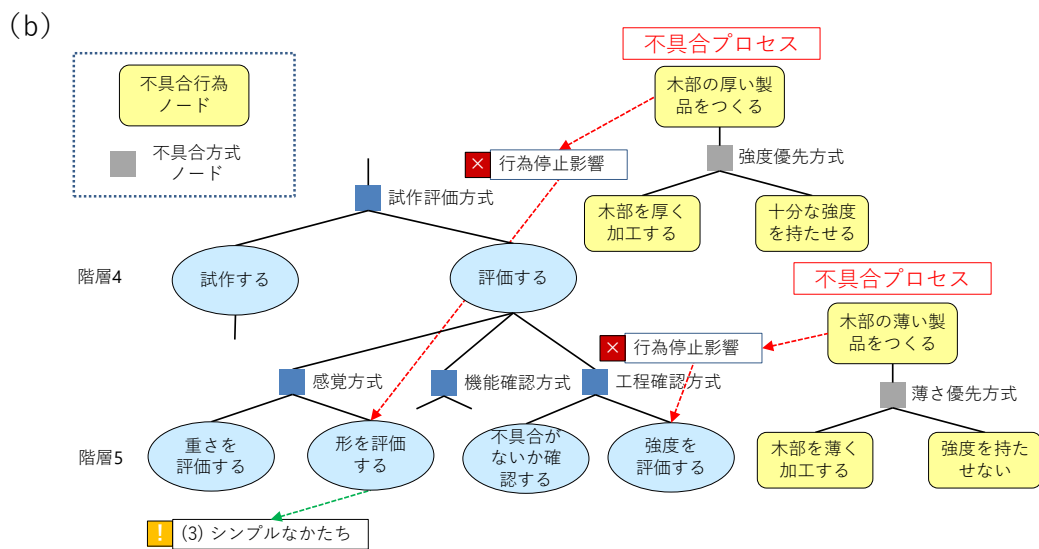 (b)
不具合行為
ノード
不具合方式
ノード
不具合プロセス
木部の厚い製
品をつくる
× 行為停止影響
強度優先方式
木部を厚く
加工する
十分な強度
を持たせる
試作評価方式
階層4
試作する
評価する
不具合プロセス
木部の薄い製
品をつくる
× 行為停止影響
感覚方式
機能確認方式
工程確認方式
薄さ優先方式
階層5
重さを
評価する
形を評価
する
不具合が
ないか確
認する
強度を
評価する
木部を薄く
加工する
強度を持た
せない
! (3) シンプルなかたち